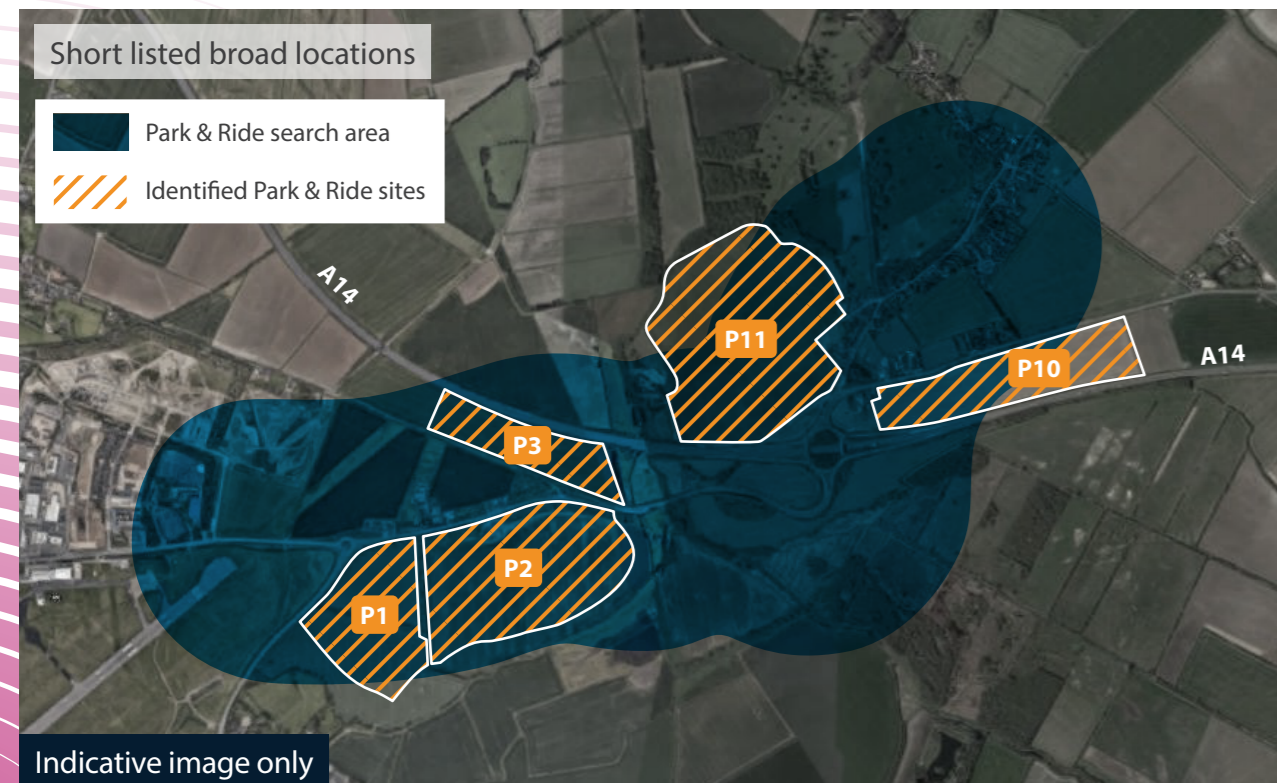 Short listed broad locations
Park & Ride search area
Identified Park & Ride sites
A14
P11
P10
A14
P3
P2
P1
Indicative image only